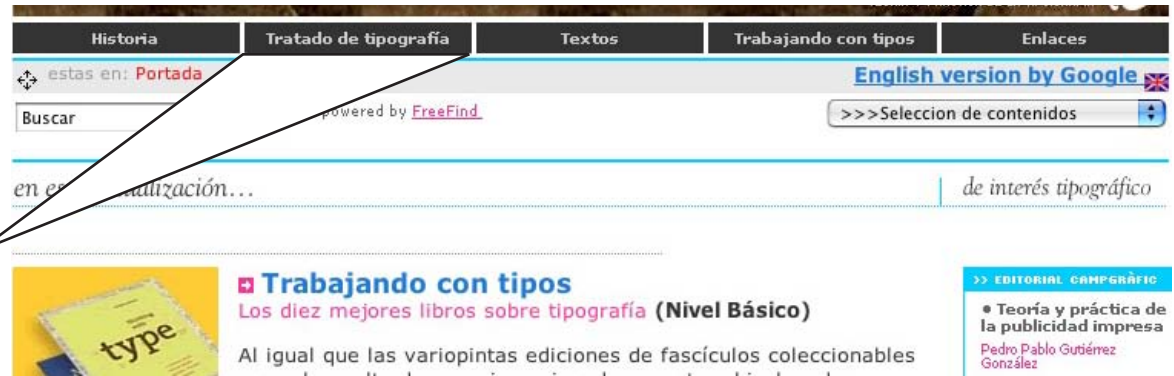 Historia Tratado de tipografía Textos Trabajando con tipos Enlaces
estas en: Portada
English version by Google
Buscar powered by FreeFind
>>>Seleccion de contenidos
en
de interés tipográfico
Trabajando con tipos
Los diez mejores libros sobre tipografía (Nivel Básico)
Al igual que las variopintas ediciones de fascículos coleccionables
type
>> EDITORIAL CAMPGRÀFIC
• Teoría y práctica de
la publicidad impresa
Pedro Pablo Gutiérrez
González